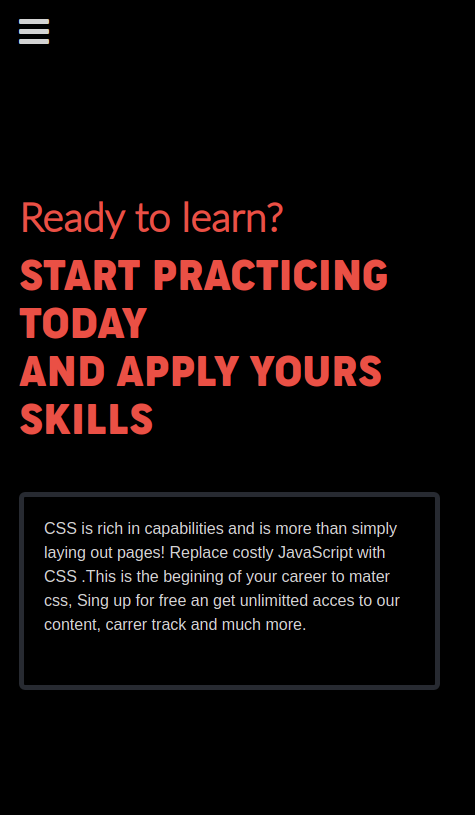 Ready to learn?
START PRACTICING
TODAY
AND APPLY YOURS
SKILLS
CSS is rich in capabilities and is more than simply
laying out pages! Replace costly JavaScript with
CSS .This is the begining of your career to mater
css, Sing up for free an get unlimitted acces to our
content, carrer track and much more.